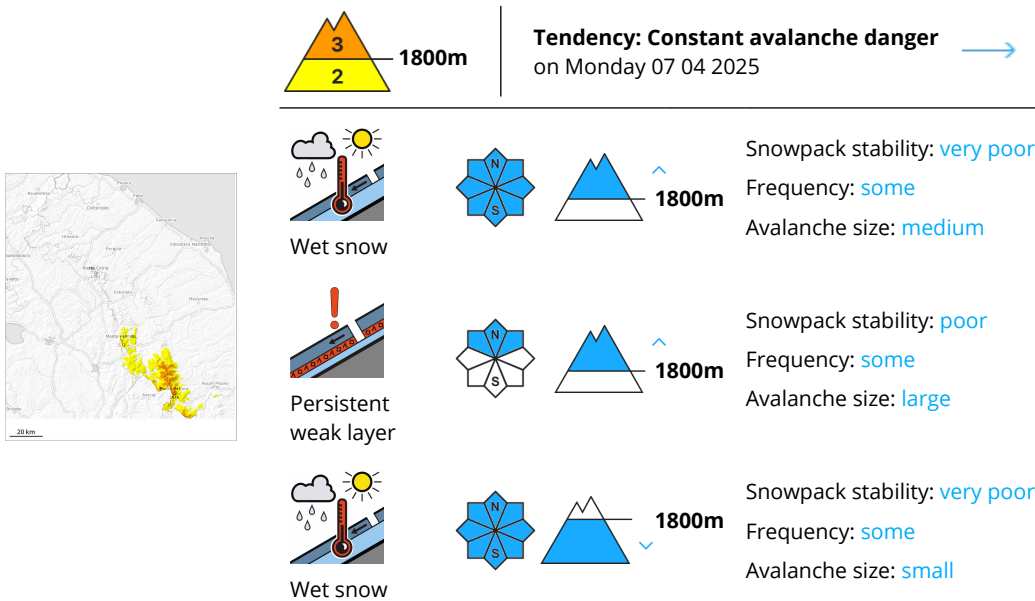 3
2
1800m
Tendency: Constant avalanche danger
on Monday 07 04 2025
N
S
1800m
Wet snow
Snowpack stability: very poor
Frequency: some
Avalanche size: medium
20 km
N
S
1800m
Persistent
weak layer
Snowpack stability: poor
Frequency: some
Avalanche size: large
N
S
1800m
Wet snow
Snowpack stability: very poor
Frequency: some
Avalanche size: small